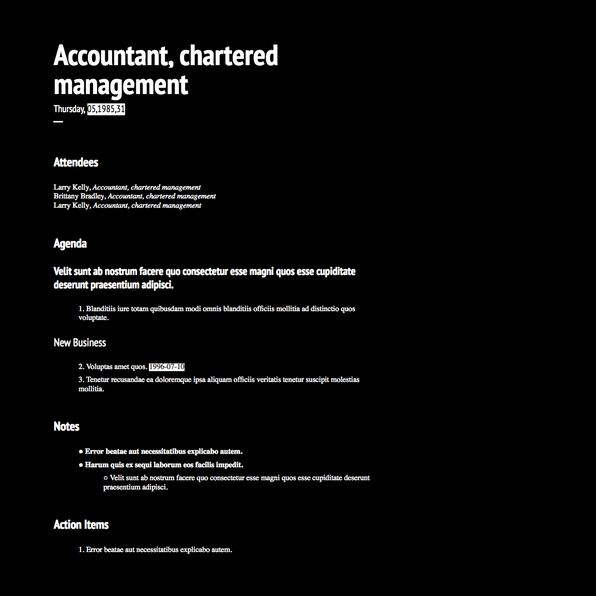 Accountant, chartered
management
Thursday, 05,1985,31
Attendees
Larry Kelly, Accountant, chartered management
Brittany Bradley, Accountant, chartered management
Larry Kelly, Accountant, chartered management
Agenda
Velit sunt ab nostrum facere quo consectetur esse magni quos esse cupiditate
deserunt praesentium adipisci.
1. Blanditiis iure totam quibusdam modi omnis blanditiis officiis mollitia ad distinctio quos
voluptate.
New Business
2. Voluptas amet quos. 1996-07-10
3. Tenetur recusandae ea doloremque ipsa aliquam officiis veritatis tenetur suscipit molestias
mollitia.
Notes
● Error beatae aut necessitatibus explicabo autem.
● Harum quis ex sequi laborum eos facilis impedit.
○ Velit sunt ab nostrum facere quo consectetur esse magni quos esse cupiditate deserunt
praesentium adipisci.
Action Items
1. Error beatae aut necessitatibus explicabo autem.